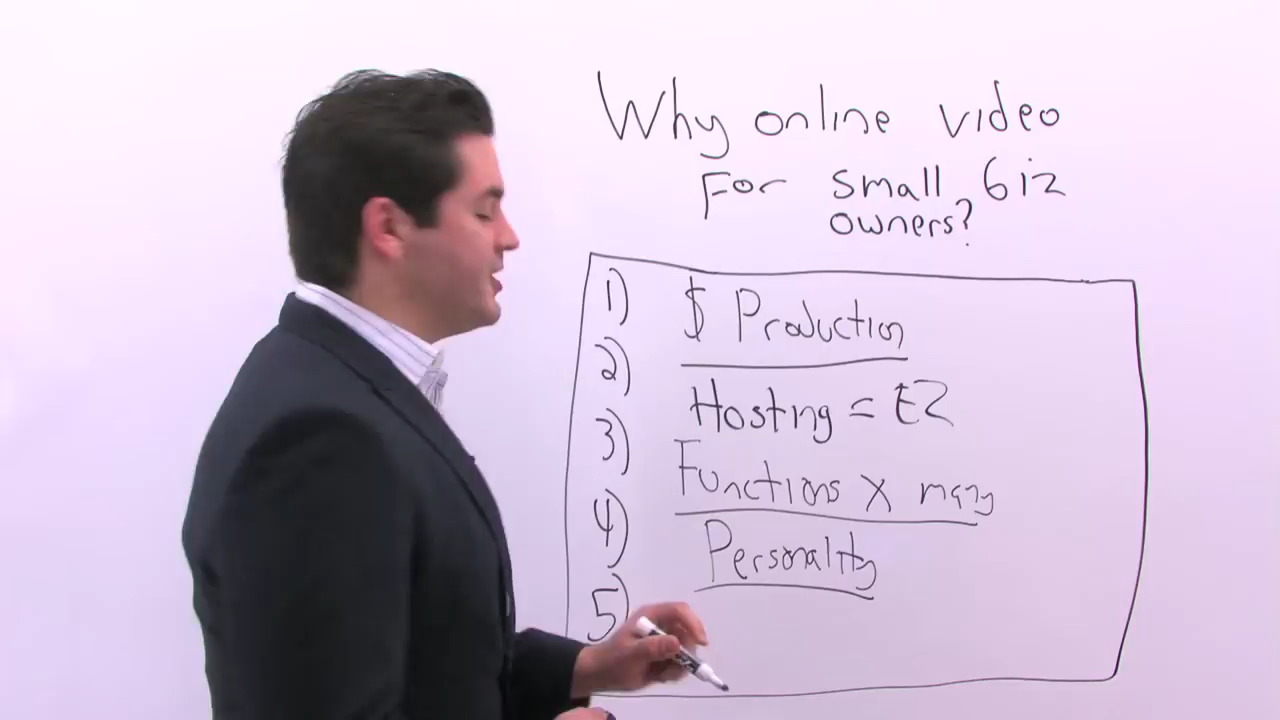 Why online video
For small biz
owners?
1) $ Production
2) Hosting = EZ
3) Functions x many
4) Personality
5)